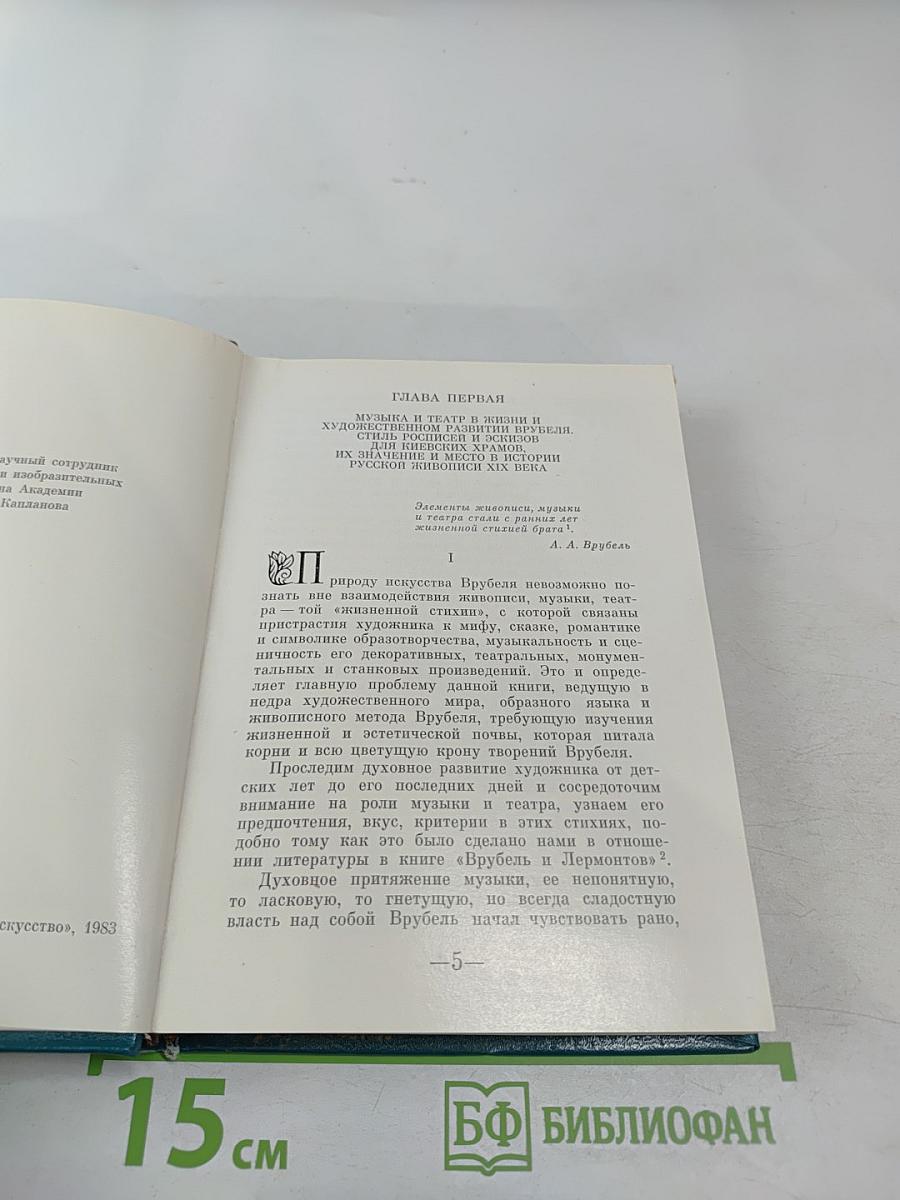 аучный сотрудник
и изобразительных
на Академии
Капланова
скусство», 1983
ГЛАВА ПЕРВАЯ
МУЗЫКА И ТЕАТР В ЖИЗНИ И
ХУДОЖЕСТВЕННОМ РАЗВИТИИ ВРУБЕЛЯ.
СТИЛЬ РОСПИСЕЙ И ЭСКИЗОВ
ДЛЯ КИЕВСКИХ ХРАМОВ,
ИХ ЗНАЧЕНИЕ И МЕСТО В ИСТОРИИ
РУССКОЙ ЖИВОПИСИ XIX ВЕКА
Элементы живописи, музыки
и театра стали с ранних лет
жизненной стихией брата¹.
А. А. Врубель
I
Природу искусства Врубеля невозможно по-
знать вне взаимодействия живописи, музыки, теат-
ра — той «жизненной стихии», с которой связаны
пристрастия художника к мифу, сказке, романтике
и символике образотворчества, музыкальность и сце-
ничность его декоративных, театральных, монумен-
тальных и станковых произведений. Это и опреде-
ляет главную проблему данной книги, ведущую в
недра художественного мира, образного языка и
живописного метода Врубеля, требующую изучения
жизненной и эстетической почвы, которая питала
корни и всю цветущую крону творений Врубеля.
Проследим духовное развитие художника от дет-
ских лет до его последних дней и сосредоточим
внимание на роли музыки и театра, узнаем его
предпочтения, вкус, критерии в этих стихиях, по-
добно тому как это было сделано нами в отноше-
нии литературы в книге «Врубель и Лермонтов»².
Духовное притяжение музыки, ее непонятную,
то ласковую, то гнетущую, но всегда сладостную
власть над собой Врубель начал чувствовать рано,
—5—
15 см
БФ БИБЛИОФАН